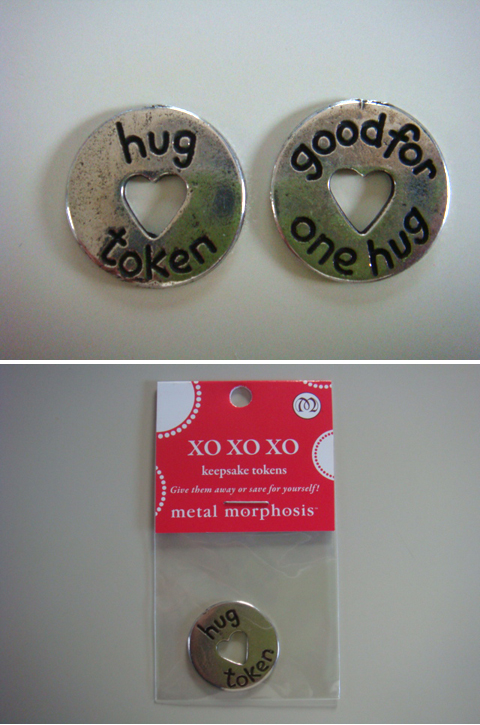 hug
token
good for
one hug
XO XO XO
keepsake tokens
Give them away or save for yourself!
metal morphosis™
hug
token